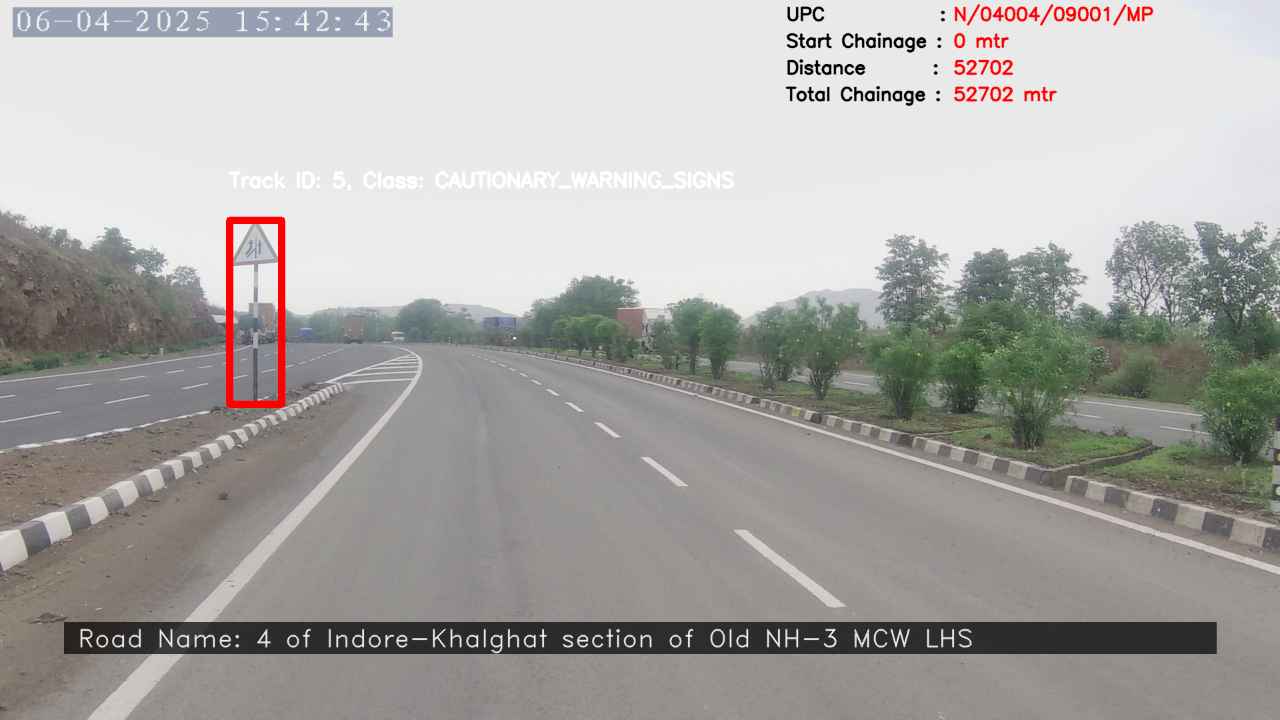 06-04-2025 15:42:43
UPC : N/04004/09001/MP
Start Chainage : 0 mtr
Distance : 52702
Total Chainage : 52702 mtr
Track ID: 5, Class: CAUTIONARY_WARNING_SIGNS
Road Name: 4 of Indore-Khalghat section of Old NH-3 MCW LHS